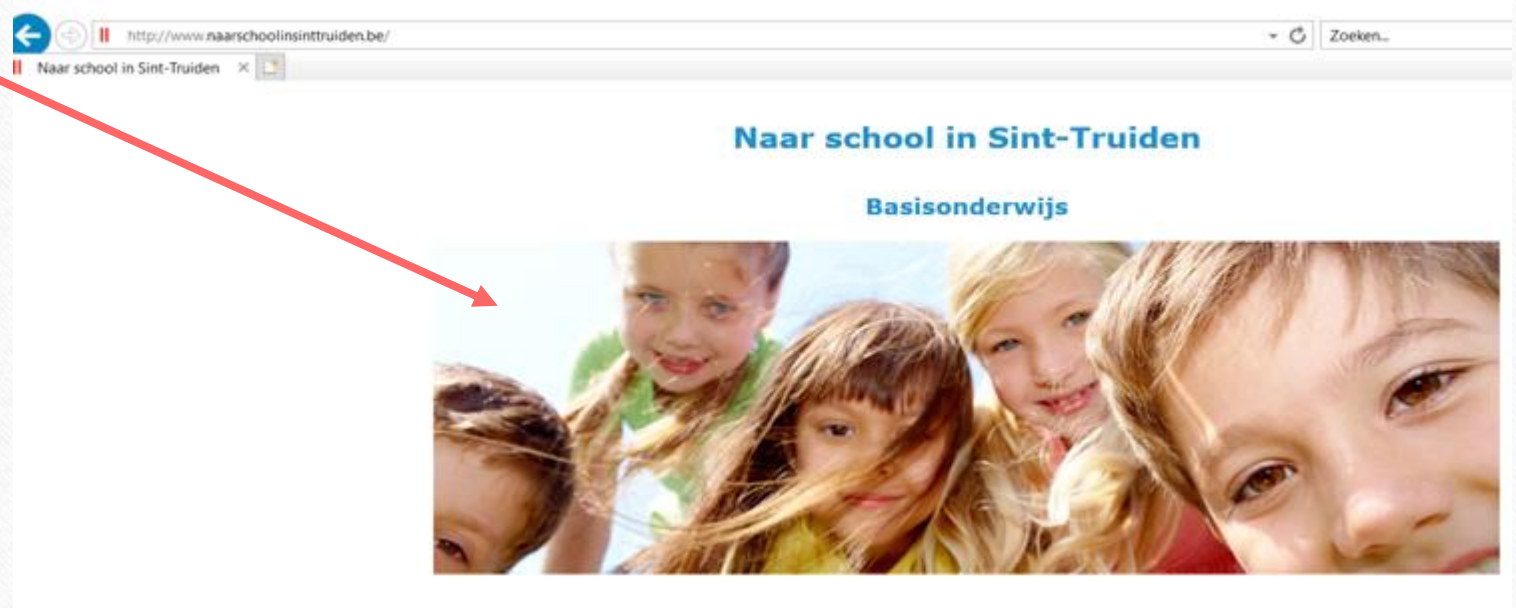 http://www.naarschoolinsinttruiden.be/
Zoeken...
Naar school in Sint-Truiden
Naar school in Sint-Truiden
Basisonderwijs